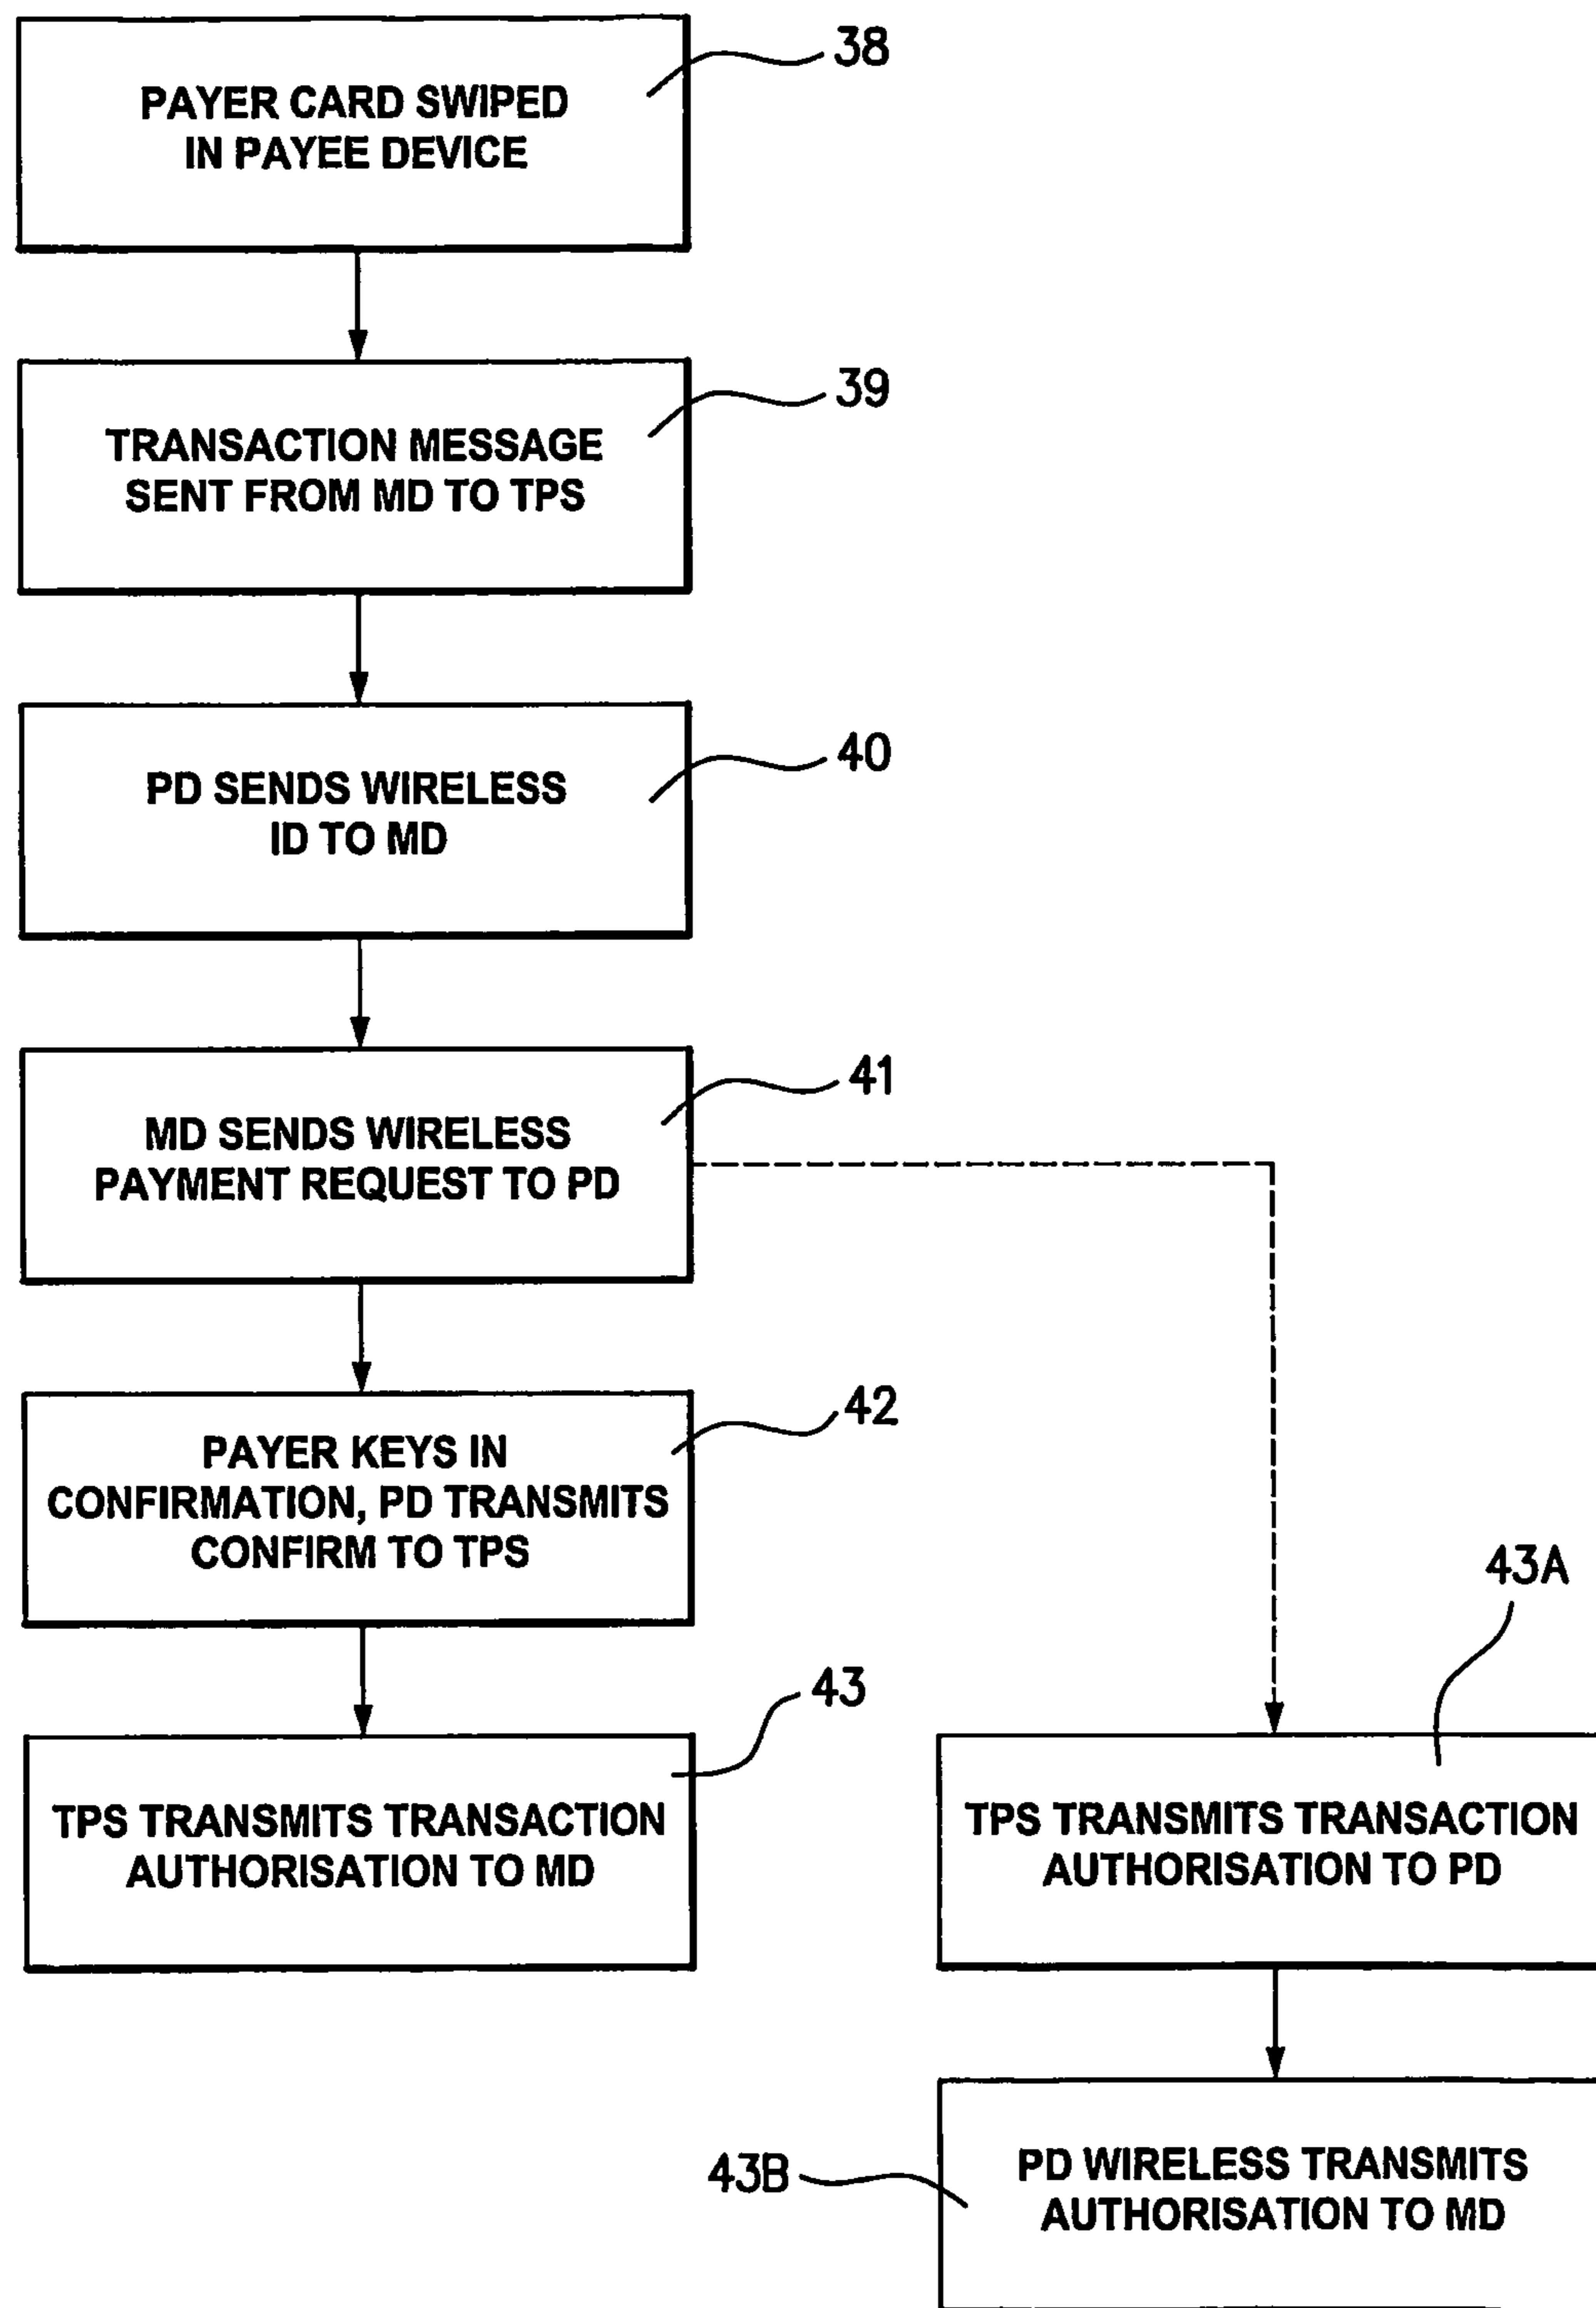 38
PAYER CARD SWIPED
IN PAYEE DEVICE
39
TRANSACTION MESSAGE
SENT FROM MD TO TPS
40
PD SENDS WIRELESS
ID TO MD
41
MD SENDS WIRELESS
PAYMENT REQUEST TO PD
42
PAYER KEYS IN
CONFIRMATION, PD TRANSMITS
CONFIRM TO TPS
43
TPS TRANSMITS TRANSACTION
AUTHORISATION TO MD
43A
TPS TRANSMITS TRANSACTION
AUTHORISATION TO PD
43B
PD WIRELESS TRANSMITS
AUTHORISATION TO MD